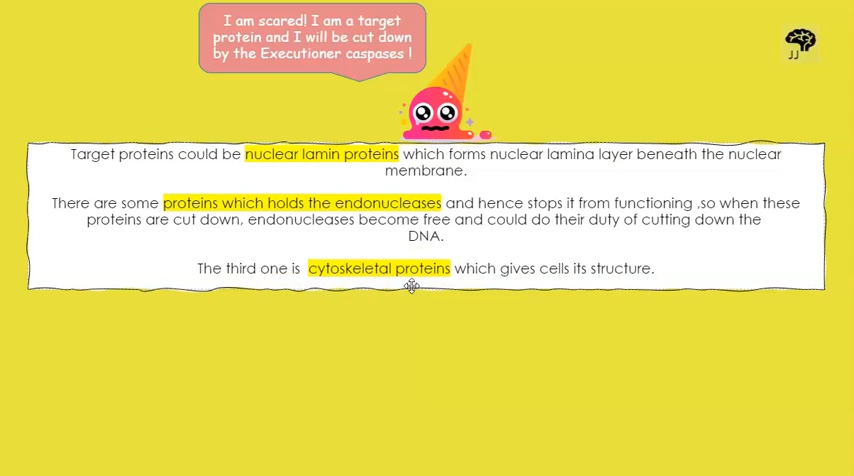 I am scared! I am a target
protein and I will be cut down
by the Executioner caspases !
JJ
Target proteins could be nuclear lamin proteins which forms nuclear lamina layer beneath the nuclear
membrane.
There are some proteins which holds the endonucleases and hence stops it from functioning ,so when these
proteins are cut down, endonucleases become free and could do their duty of cutting down the
DNA.
The third one is cytoskeletal proteins which gives cells its structure.